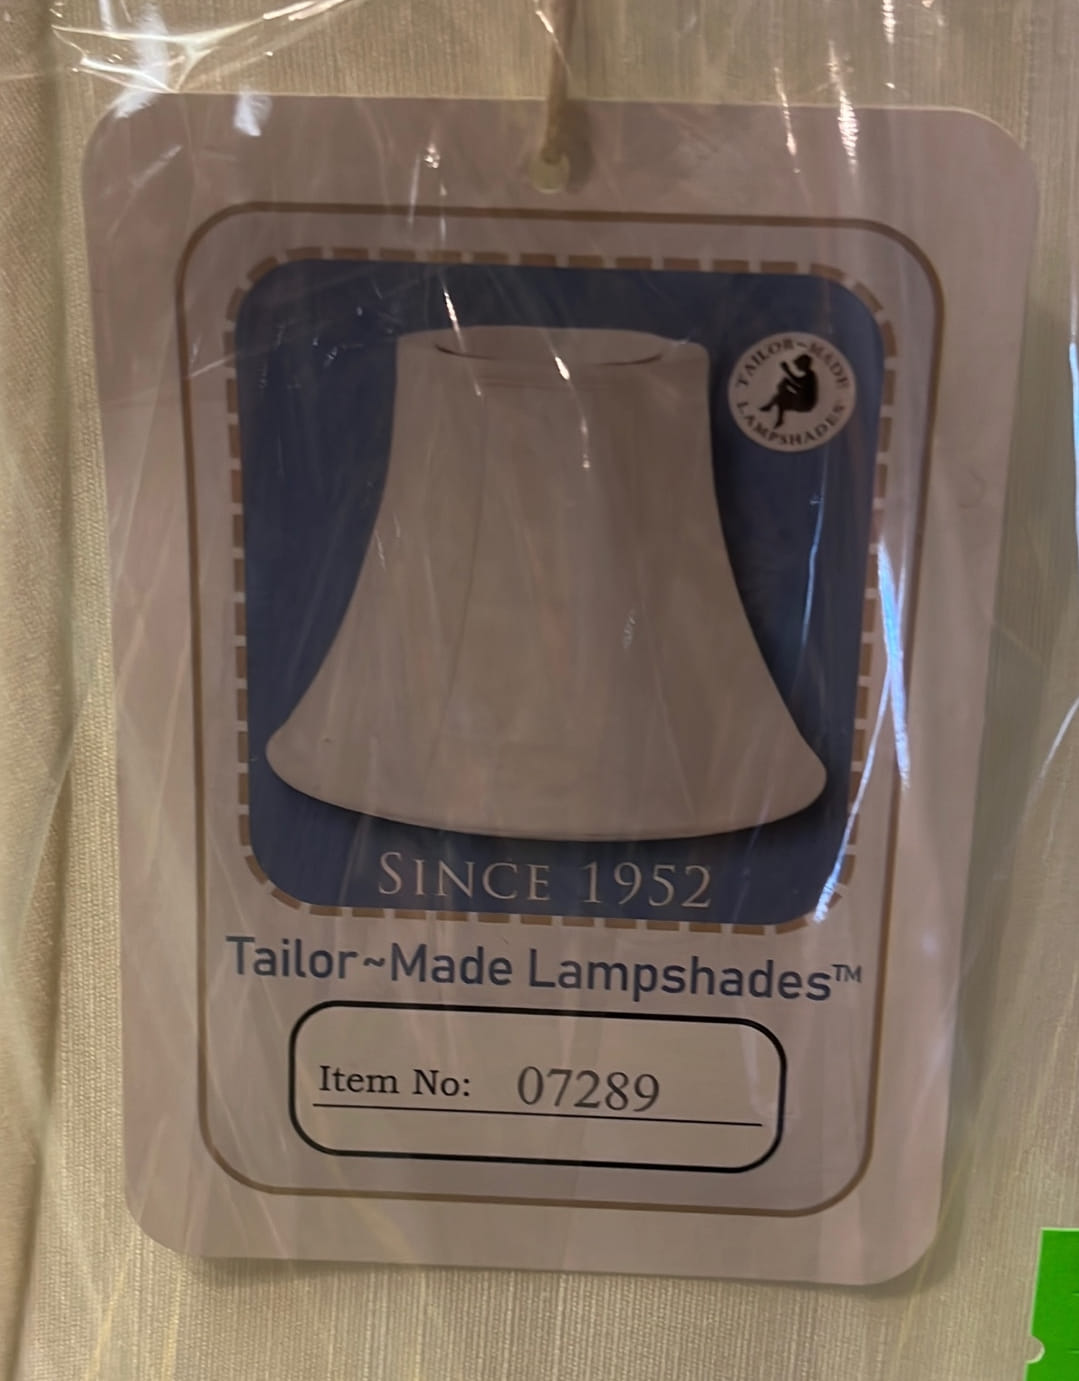 TAILOR~MADE
LAMPSHADES
SINCE 1952
Tailor~Made Lampshades™
Item No: 07289